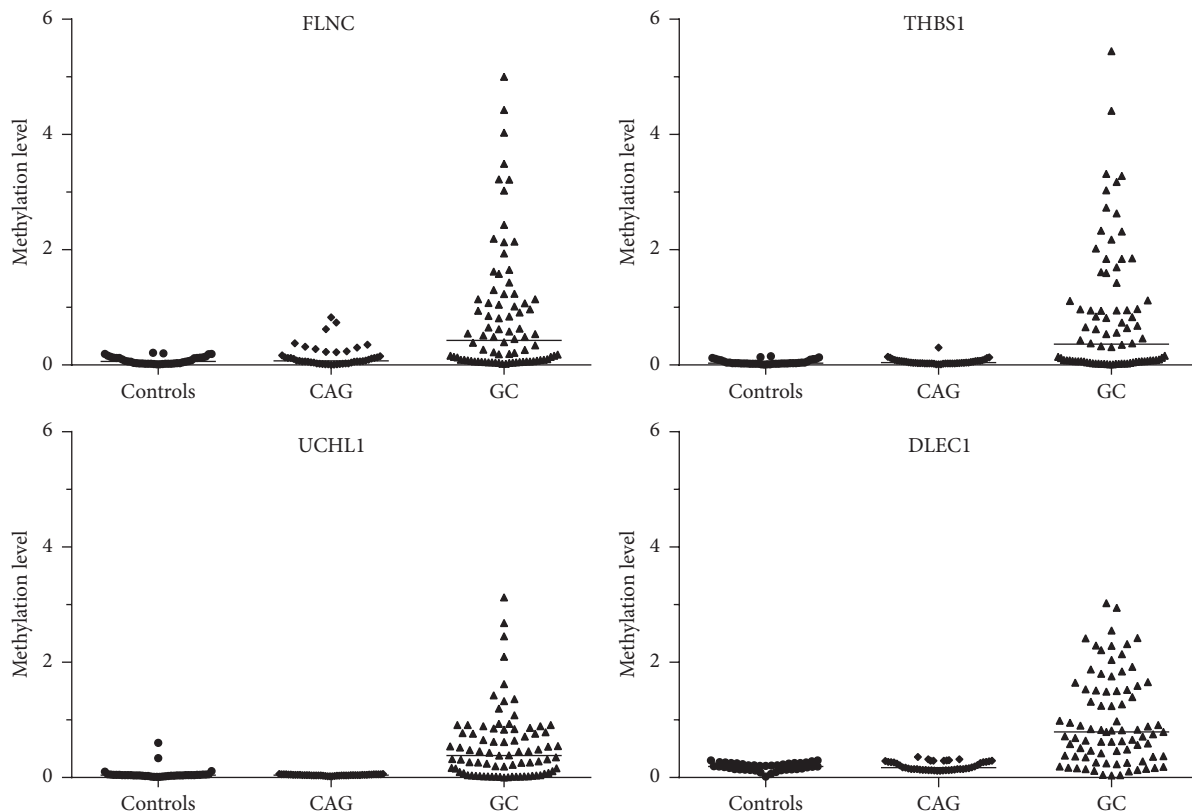 FLNC
6
4
2
0
Methylation level
Controls CAG GC
THBS1
6
4
2
0
Methylation level
Controls CAG GC
UCHL1
6
4
2
0
Methylation level
Controls CAG GC
DLEC1
6
4
2
0
Methylation level
Controls CAG GC